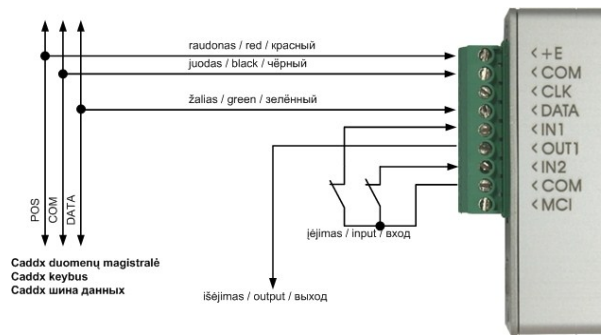 raudonas / red / красный
juodas / black / чёрный
žalias / green / зелённый
< +E
< COM
< CLK
< DATA
< IN1
< OUT1
< IN2
< COM
< MCI
POS
COM
DATA
įėjimas / input / вход
Caddx duomenų magistralė
Caddx keybus
Caddx шина данных
išėjimas / output / выход